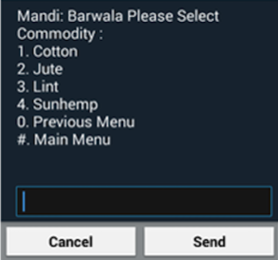 Mandi: Barwala Please Select
Commodity :
1. Cotton
2. Jute
3. Lint
4. Sunhemp
0. Previous Menu
#. Main Menu
Cancel
Send